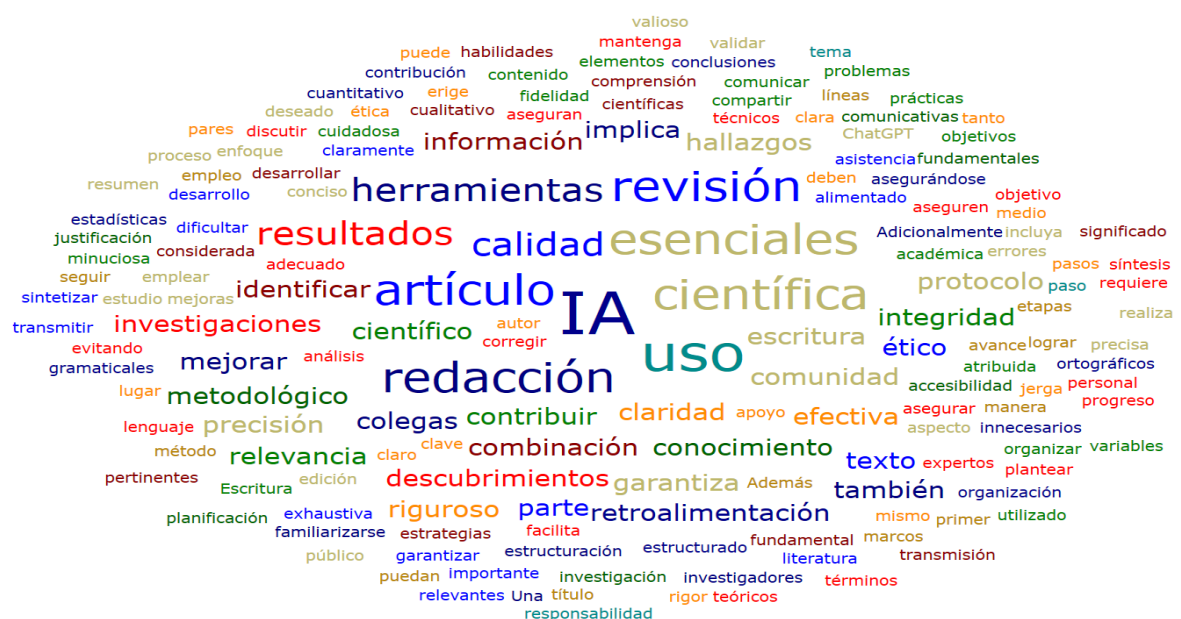 valioso
mantenga validar
puede habilidades elementos conclusiones tema
contribución contenido comprensión comunicar problemas
cuantitativo erige fidelidad científicas compartir líneas prácticas
deseado ética cualitativo aseguran técnicos clara comunicativas tanto
pares discutir cuidadosa información implica hallazgos ChatGPT objetivos
proceso enfoque claramente asistencia fundamentales
resumen empleo desarrollar herramientas revisión deben asegurándose
desarrollo conciso alimentado aseguren objetivo medio
estadísticas dificultar resultados calidad esenciales Adicionalmente incluya significado
justificación considerada académica errores
minuciosa adecuado pasos síntesis
seguir emplear identificar artículo IA científica protocolo paso requiere
sintetizar estudio mejoras etapas realiza
transmitir investigaciones científico autor escritura integridad
evitando corregir uso ético avance lograr precisa
gramaticales mejorar análisis atribuida ortográficos
lugar metodológico redacción comunidad accesibilidad jerga personal
progreso
lenguaje precisión colegas contribuir claridad apoyo efectiva asegurar manera
aspecto innecesarios
método relevancia claro clave combinación conocimiento texto expertos organizar variables
pertinentes descubrimientos garantiza Además también plantear
Escritura edición organización
planificación exhaustiva riguroso parte retroalimentación mismo primer utilizado
familiarizarse estrategias facilita fundamental marcos
público garantizar estructuración estructurado literatura transmisión
puedan importante investigación investigadores términos
relevantes Una título rigor teóricos
responsabilidad